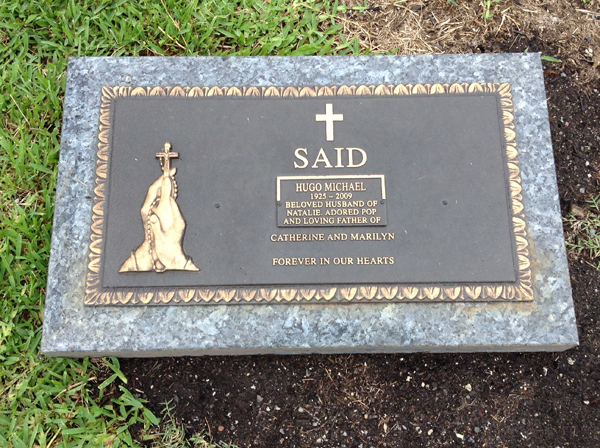 SAID
HUGO MICHAEL
1925 – 2009
BELOVED HUSBAND OF
NATALIE. ADORED POP
AND LOVING FATHER OF
CATHERINE AND MARILYN
FOREVER IN OUR HEARTS